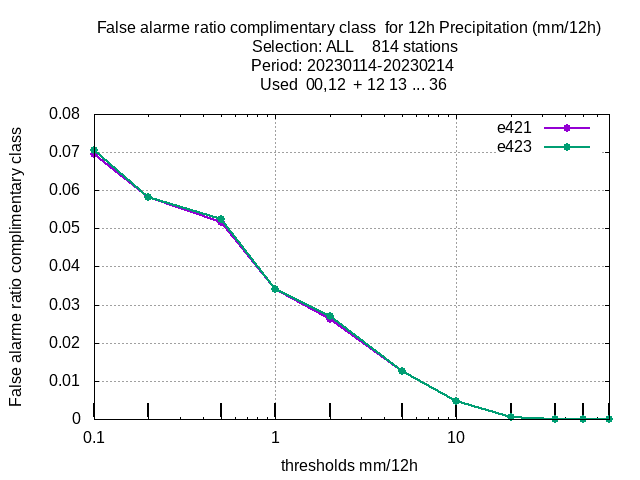 False alarme ratio complimentary class  for 12h Precipitation (mm/12h)
Selection: ALL    814 stations
Period: 20230114-20230214
Used  00,12  + 12 13 ... 36
e421
e423
False alarme ratio complimentary class
0.08
0.07
0.06
0.05
0.04
0.03
0.02
0.01
0
0.1
1
10
thresholds mm/12h